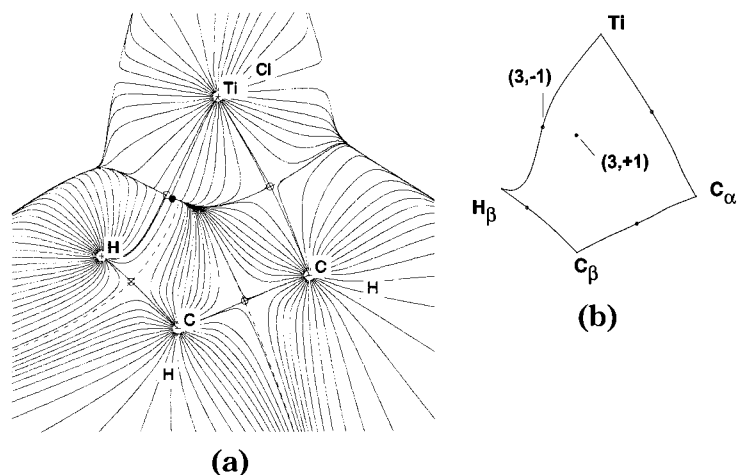 Cl
Ti
H
C
H
C
H
(a)
Ti
(3,-1)
(3,+1)
Hβ
Cα
Cβ
(b)